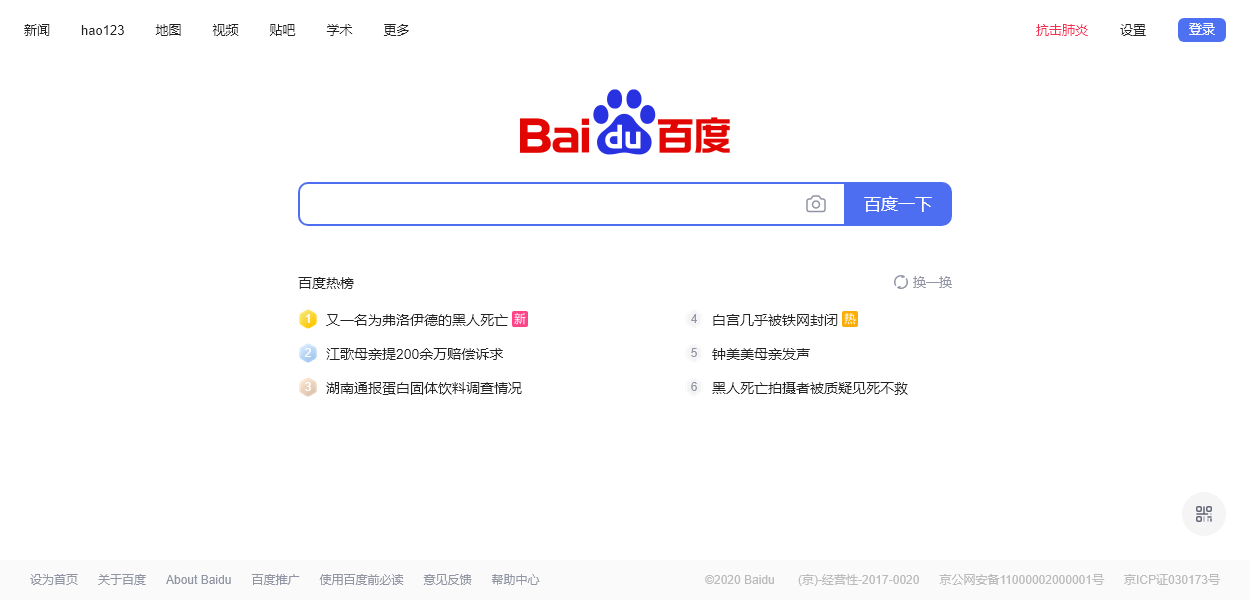 新闻 hao123 地图 视频 贴吧 学术 更多 抗击肺炎 设置 登录
Baidu百度
百度一下
百度热榜 换一换
1 又一名为弗洛伊德的黑人死亡 新
2 江歌母亲提200余万赔偿诉求
3 湖南通报蛋白固体饮料调查情况
4 白宫几乎被铁网封闭 热
5 钟美美母亲发声
6 黑人死亡拍摄者被质疑见死不救
设为首页 关于百度 About Baidu 百度推广 使用百度前必读 意见反馈 帮助中心 ©2020 Baidu (京)-经营性-2017-0020 京公网安备11000002000001号 京ICP证030173号